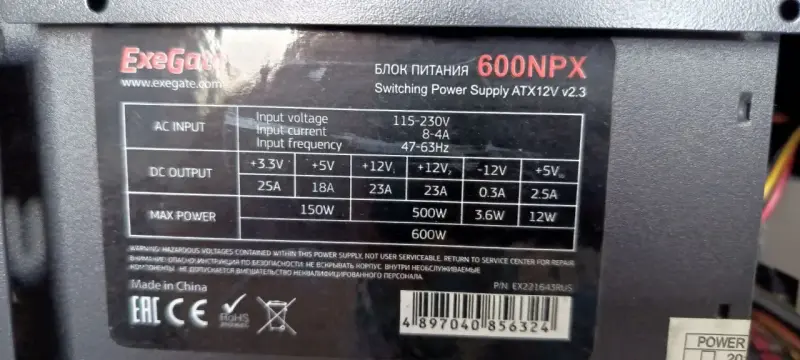 ExeGate
www.exegate.com
БЛОК ПИТАНИЯ 600NPX
Switching Power Supply ATX12V v2.3
AC INPUT
Input voltage 115-230V
Input current 8-4A
Input frequency 47-63Hz
DC OUTPUT
+3.3V +5V +12V₁ +12V₂ -12V +5V
25A 18A 23A 23A 0.3A 2.5A
MAX POWER
150W 500W 3.6W 12W
600W
WARNING! HAZARDOUS VOLTAGES CONTAINED WITHIN THIS POWER SUPPLY, NOT USER SERVICEABLE. RETURN TO SERVICE CENTER FOR REPAIR
ВНИМАНИЕ! ОПАСНО! ИНСТРУКЦИЯ ПО БЕЗОПАСНОСТИ: НЕ ВСКРЫВАТЬ КОРПУС. ВНУТРИ НЕОБСЛУЖИВАЕМЫЕ
КОМПОНЕНТЫ. НЕ ДОПУСКАЕТСЯ ВМЕШАТЕЛЬСТВО НЕКВАЛИФИЦИРОВАННОГО ПЕРСОНАЛА.
Made in China
P/N: EX221643RUS
EAC CE RoHS
4 897040 856324
POWER
20